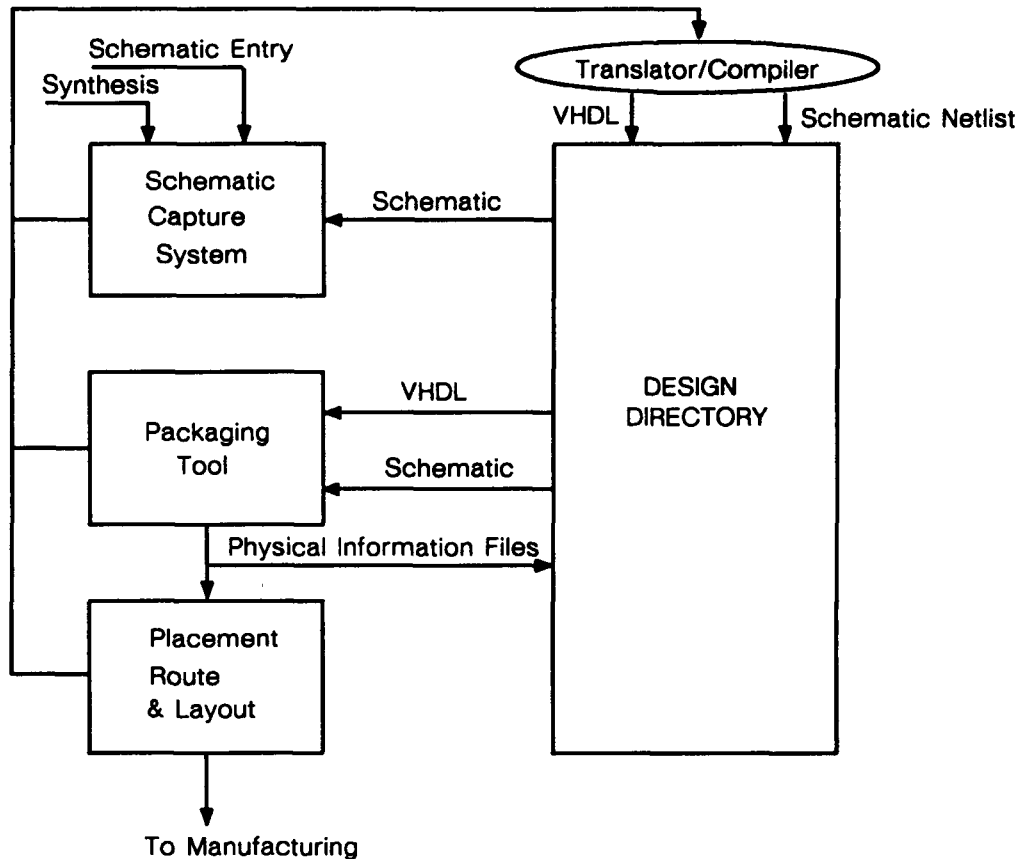 Schematic Entry
Synthesis
Translator/Compiler
VHDL
Schematic Netlist
Schematic
Capture
System
Schematic
VHDL
DESIGN
DIRECTORY
Packaging
Tool
Schematic
Physical Information Files
Placement
Route
& Layout
To Manufacturing